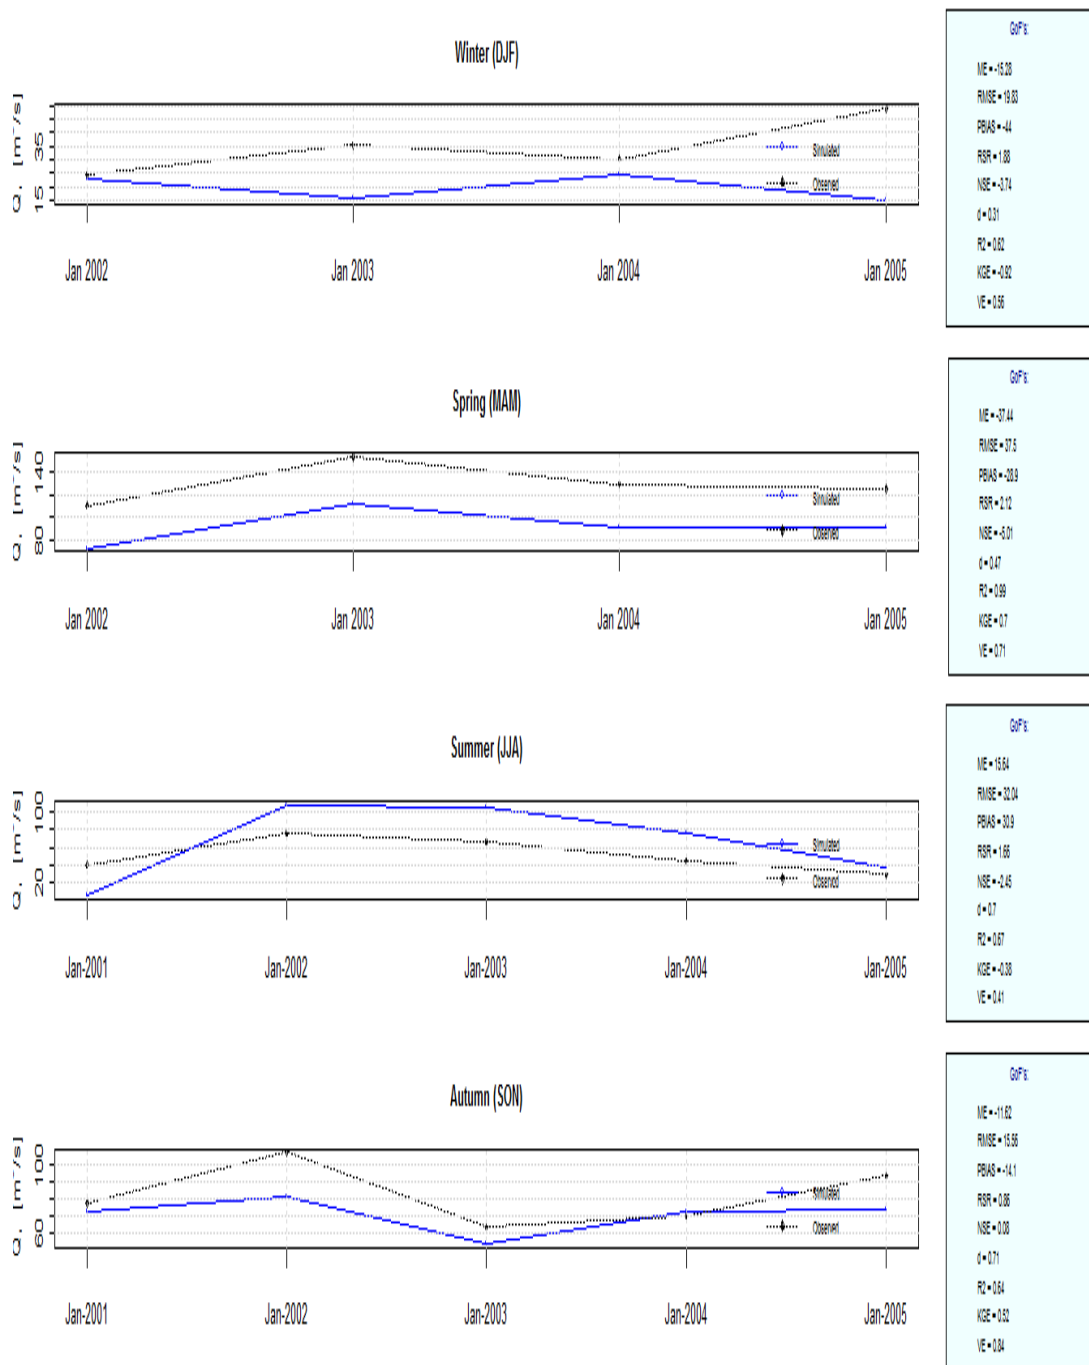 Winter (DJF)
Q, [m^/s]
35
15
Simulated
Observed
Jan 2002
Jan 2003
Jan 2004
Jan 2005
GoF's:
ME = -15.28
RMSE = 19.83
PBIAS = -44
RSR = 1.88
NSE = -3.74
d = 0.31
R2 = 0.62
KGE = -0.92
VE = 0.56
Spring (MAM)
Q, [m^/s]
140
80
Simulated
Observed
Jan 2002
Jan 2003
Jan 2004
Jan 2005
GoF's:
ME = -37.44
RMSE = 37.5
PBIAS = -28.9
RSR = 2.12
NSE = -5.01
d = 0.47
R2 = 0.99
KGE = 0.7
VE = 0.71
Summer (JJA)
Q, [m^/s]
100
20
Simulated
Observed
Jan-2001
Jan-2002
Jan-2003
Jan-2004
Jan-2005
GoF's:
ME = 15.64
RMSE = 32.04
PBIAS = 30.9
RSR = 1.66
NSE = -2.45
d = 0.7
R2 = 0.67
KGE = -0.38
VE = 0.41
Autumn (SON)
Q, [m^/s]
100
60
Simulated
Observed
Jan-2001
Jan-2002
Jan-2003
Jan-2004
Jan-2005
GoF's:
ME = -11.62
RMSE = 15.56
PBIAS = -14.1
RSR = 0.86
NSE = 0.08
d = 0.71
R2 = 0.64
KGE = 0.52
VE = 0.84